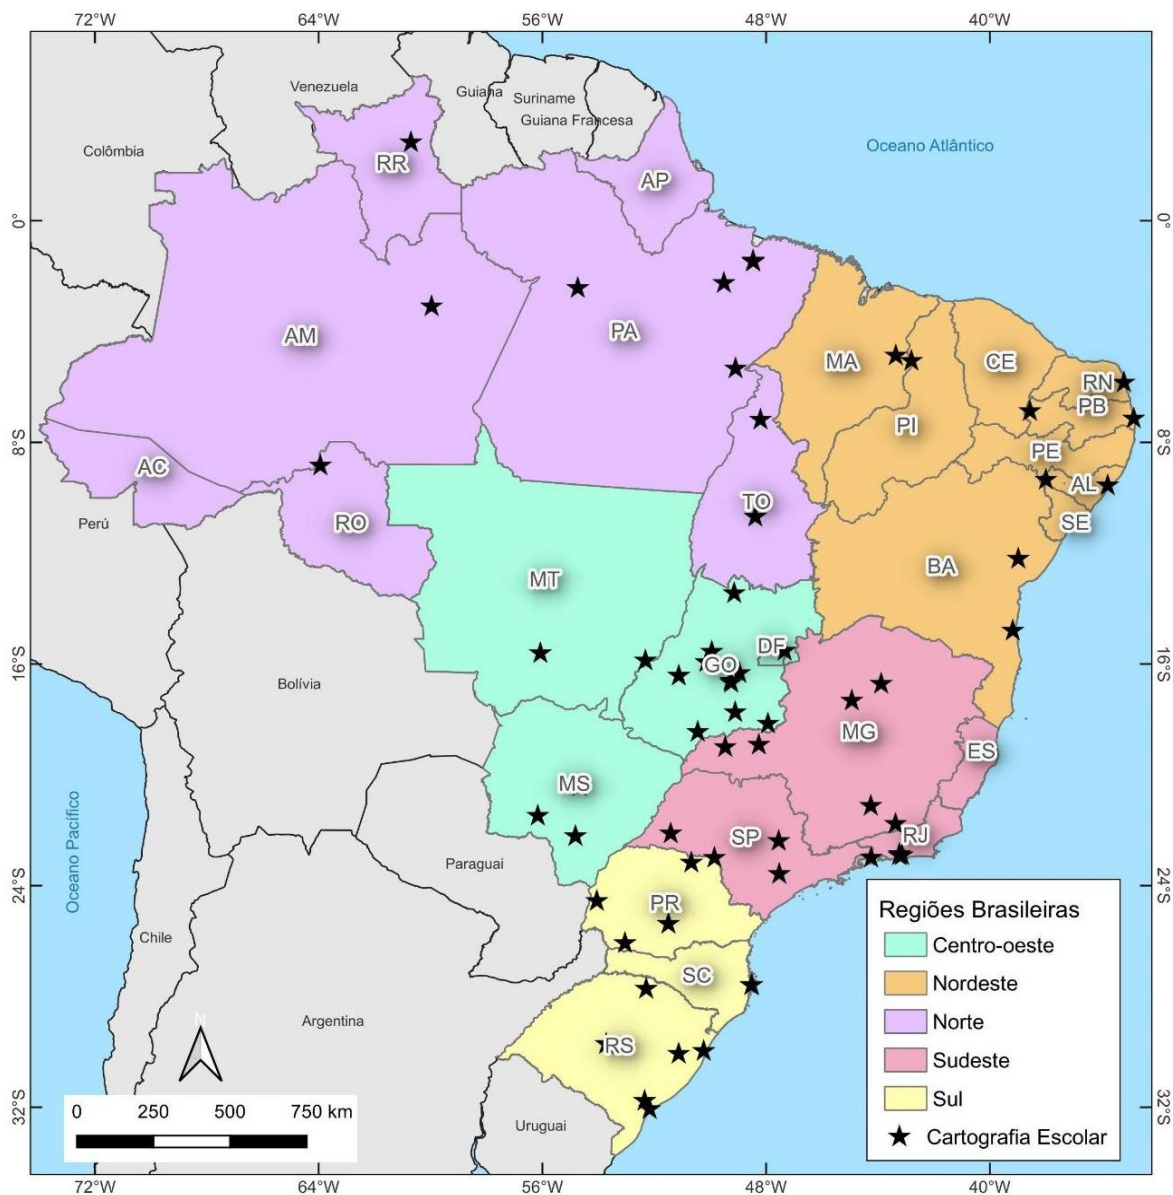 72°W 64°W 56°W 48°W 40°W
Venezuela
Guiana
Suriname
Guiana Francesa
Colômbia
Oceano Atlântico
RR
AP
0° 0°
AM
PA
MA
CE
RN
PB
PI
8°S 8°S
PE
AC
AL
TO
SE
Perú
RO
BA
MT
DF
GO
16°S 16°S
Bolívia
MG
ES
MS
Oceano Pacífico
SP
RJ
Paraguai
24°S 24°S
PR
Chile
SC
Argentina
RS
Uruguai
32°S 32°S
N
0 250 500 750 km
Regiões Brasileiras
Centro-oeste
Nordeste
Norte
Sudeste
Sul
Cartografia Escolar
72°W 64°W 56°W 48°W 40°W